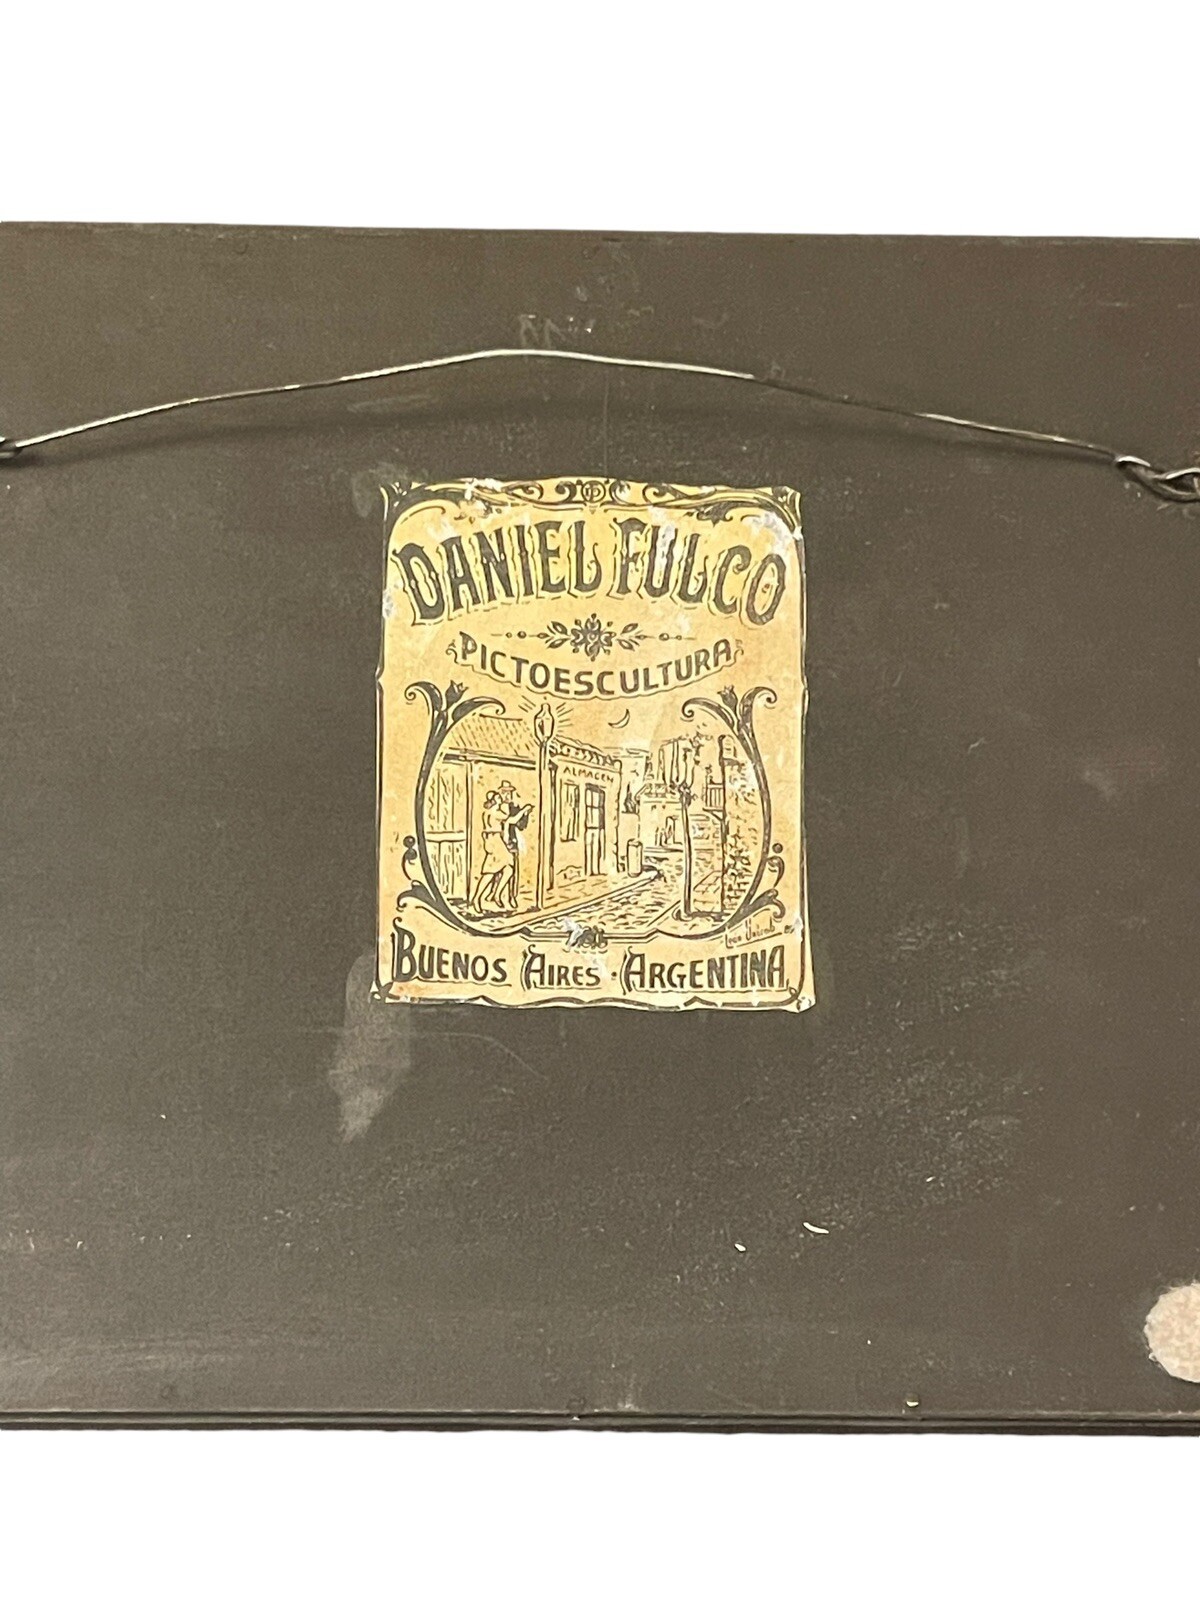 DANIEL FULCO
PICTOESCULTURA
ALMACEN
BUENOS AIRES · ARGENTINA